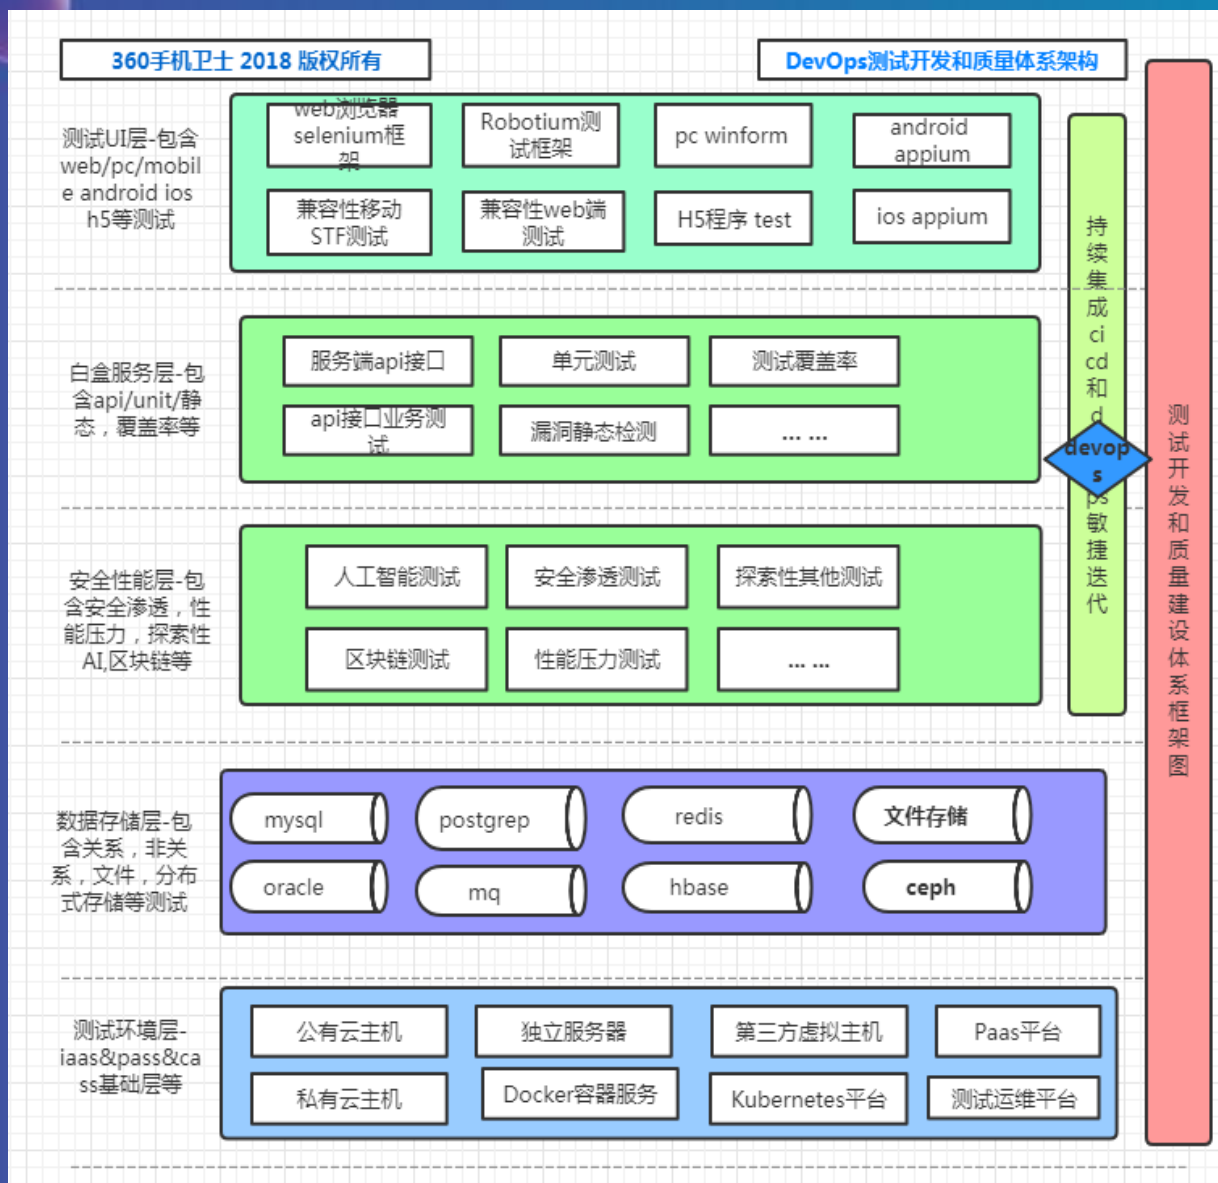 360手机卫士 2018 版权所有
DevOps测试开发和质量体系架构
测试UI层-包含
web/pc/mobil
e android ios
h5等测试
web浏览器
selenium框
架
Robotium测
试框架
pc winform
android
appium
兼容性移动
STF测试
兼容性web端
测试
H5程序 test
ios appium
白盒服务层-包
含api/unit/静
态，覆盖率等
服务端api接口
单元测试
测试覆盖率
api接口业务测
试
漏洞静态检测
... ...
安全性能层-包
含安全渗透，性
能压力，探索性
AI,区块链等
人工智能测试
安全渗透测试
探索性其他测试
区块链测试
性能压力测试
... ...
数据存储层-包
含关系，非关
系，文件，分布
式存储等测试
mysql
postgrep
redis
文件存储
oracle
mq
hbase
ceph
测试环境层-
iaas&pass&ca
ss基础层等
公有云主机
独立服务器
第三方虚拟主机
Paas平台
私有云主机
Docker容器服务
Kubernetes平台
测试运维平台
持
续
集
成
ci
cd
和
d
ps
敏
捷
迭
代
devop
s
测
试
开
发
和
质
量
建
设
体
系
框
架
图